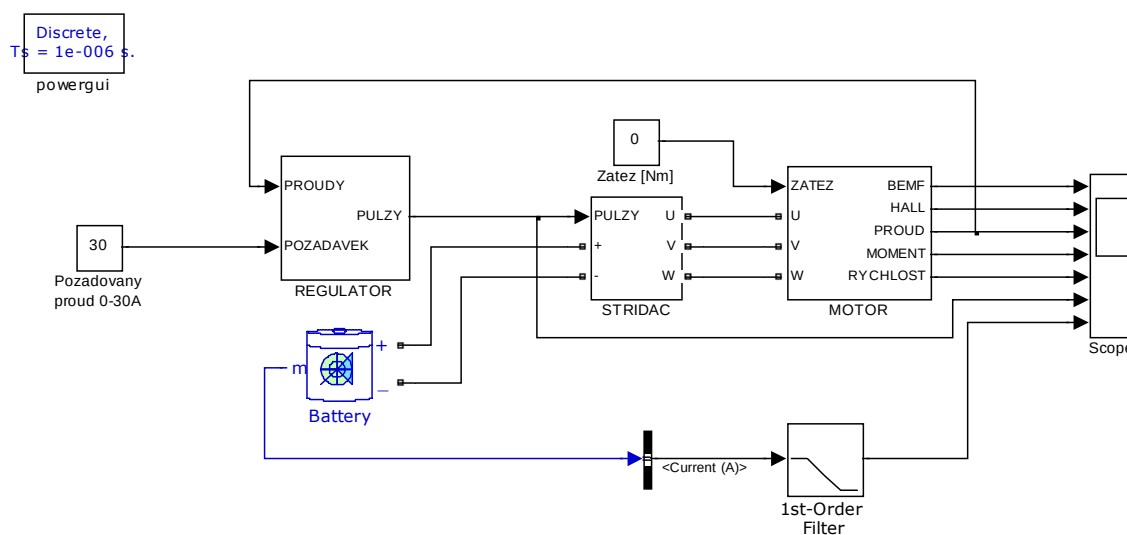 Discrete,
Ts = 1e-006 s.
powergui
0
Zatez [Nm]
PROUDY
PULZY
POZADAVEK
REGULATOR
30
Pozadovany
proud 0-30A
PULZY
+
-
U
V
W
STRIDAC
ZATEZ
U
V
W
BEMF
HALL
PROUD
MOMENT
RYCHLOST
MOTOR
Scope
m
+
–
Battery
<Current (A)>
1st-Order
Filter